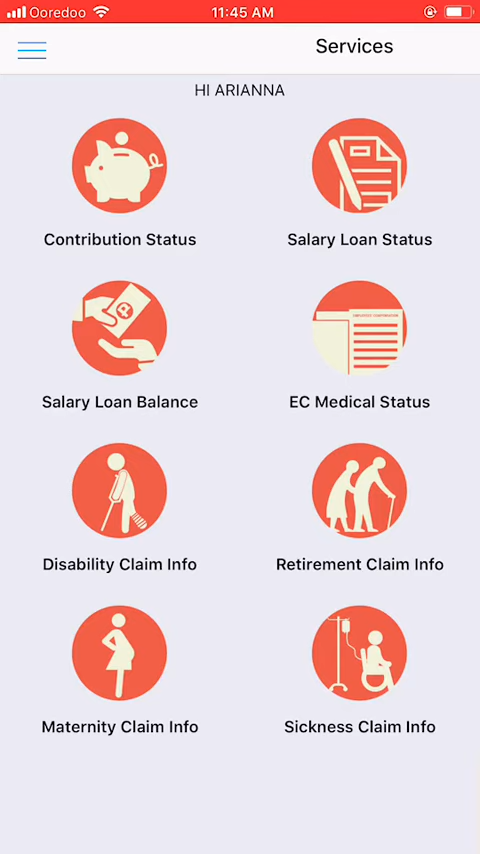 Ooredoo 11:45 AM
Services
HI ARIANNA
Contribution Status
Salary Loan Status
Salary Loan Balance
EC Medical Status
Disability Claim Info
Retirement Claim Info
Maternity Claim Info
Sickness Claim Info